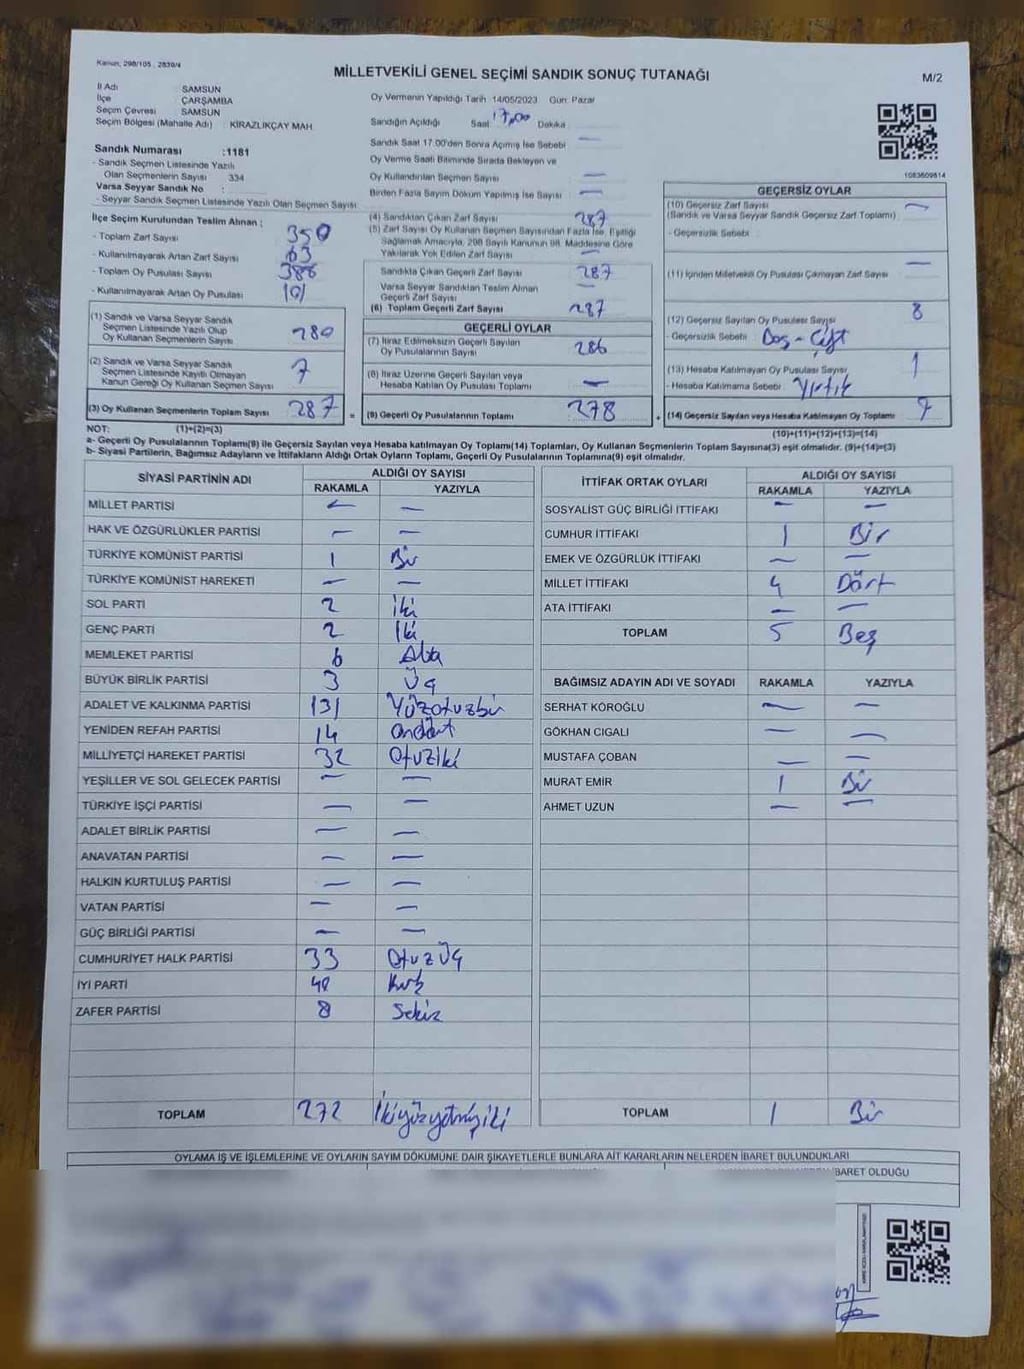 Kanun, 298/105 , 2839/4
MİLLETVEKİLİ GENEL SEÇİMİ SANDIK SONUÇ TUTANAĞI
M/2
İl Adı : SAMSUN
İlçe : ÇARŞAMBA
Seçim Çevresi : SAMSUN
Seçim Bölgesi (Mahalle Adı) : KİRAZLIKÇAY MAH.
Sandık Numarası :1181
- Sandık Seçmen Listesinde Yazılı
Olan Seçmenlerin Sayısı : 334
Varsa Seyyar Sandık No :
- Seyyar Sandık Seçmen Listesinde Yazılı Olan Seçmen Sayısı:
Oy Vermenin Yapıldığı Tarih :14/05/2023 Gün: Pazar
Sandığın Açıldığı Saat 17,00 Dakika
Sandık Saat 17:00'den Sonra Açılmış İse Sebebi —
Oy Verme Saati Bitiminde Sırada Bekleyen ve
Oy Kullandırılan Seçmen Sayısı —
Birden Fazla Sayım Döküm Yapılmış İse Sayısı —
1083609814
İlçe Seçim Kurulundan Teslim Alınan ;
- Toplam Zarf Sayısı 350
- Kullanılmayarak Artan Zarf Sayısı 63
- Toplam Oy Pusulası Sayısı 388
- Kullanılmayarak Artan Oy Pusulası 101
(1) Sandık ve Varsa Seyyar Sandık
Seçmen Listesinde Yazılı Olup
Oy Kullanan Seçmenlerin Sayısı 280
(2) Sandık ve Varsa Seyyar Sandık
Seçmen Listesinde Kayıtlı Olmayan
Kanun Gereği Oy Kullanan Seçmen Sayısı 7
(3) Oy Kullanan Seçmenlerin Toplam Sayısı 287 =
(4) Sandıktan Çıkan Zarf Sayısı 287
(5) Zarf Sayısı Oy Kullanan Seçmen Sayısından Fazla İse, Eşitliği
Sağlamak Amacıyla, 298 Sayılı Kanunun 98. Maddesine Göre
Yakılarak Yok Edilen Zarf Sayısı —
Sandıkta Çıkan Geçerli Zarf Sayısı 287
Varsa Seyyar Sandıktan Teslim Alınan
Geçerli Zarf Sayısı —
(6) Toplam Geçerli Zarf Sayısı 287
GEÇERLİ OYLAR
(7) İtiraz Edilmeksizin Geçerli Sayılan
Oy Pusulalarının Sayısı 286
(8) İtiraz Üzerine Geçerli Sayılan veya
Hesaba Katılan Oy Pusulası Toplamı —
(9) Geçerli Oy Pusulalarının Toplamı 278 +
GEÇERSİZ OYLAR
(10) Geçersiz Zarf Sayısı —
(Sandık ve Varsa Seyyar Sandık Geçersiz Zarf Toplamı)
- Geçersizlik Sebebi :
(11) İçinden Milletvekili Oy Pusulası Çıkmayan Zarf Sayısı —
(12) Geçersiz Sayılan Oy Pusulası Sayısı 8
- Geçersizlik Sebebi : Boş - Çift
(13) Hesaba Katılmayan Oy Pusulası Sayısı 1
- Hesaba Katılmama Sebebi : Yırtık
(14) Geçersiz Sayılan veya Hesaba Katılmayan Oy Toplamı 9
NOT: (1)+(2)=(3)
(10)+(11)+(12)+(13)=(14)
a- Geçerli Oy Pusulalarının Toplamı(9) ile Geçersiz Sayılan veya Hesaba katılmayan Oy Toplamı(14) Toplamları, Oy Kullanan Seçmenlerin Toplam Sayısına(3) eşit olmalıdır. (9)+(14)=(3)
b- Siyasi Partilerin, Bağımsız Adayların ve İttifakların Aldığı Ortak Oyların Toplamı, Geçerli Oy Pusulalarının Toplamına(9) eşit olmalıdır.
SİYASİ PARTİNİN ADI ALDIĞI OY SAYISI
RAKAMLA YAZIYLA
MİLLET PARTİSİ — —
HAK VE ÖZGÜRLÜKLER PARTİSİ — —
TÜRKİYE KOMÜNİST PARTİSİ 1 Bir
TÜRKİYE KOMÜNİST HAREKETİ — —
SOL PARTİ 2 İki
GENÇ PARTİ 2 İki
MEMLEKET PARTİSİ 6 Altı
BÜYÜK BİRLİK PARTİSİ 3 Üç
ADALET VE KALKINMA PARTİSİ 131 Yüzotuzbir
YENİDEN REFAH PARTİSİ 14 ondört
MİLLİYETÇİ HAREKET PARTİSİ 32 Otuziki
YEŞİLLER VE SOL GELECEK PARTİSİ — —
TÜRKİYE İŞÇİ PARTİSİ — —
ADALET BİRLİK PARTİSİ — —
ANAVATAN PARTİSİ — —
HALKIN KURTULUŞ PARTİSİ — —
VATAN PARTİSİ — —
GÜÇ BİRLİĞİ PARTİSİ — —
CUMHURİYET HALK PARTİSİ 33 OtuzÜç
İYİ PARTİ 40 Kırk
ZAFER PARTİSİ 8 Sekiz
TOPLAM 272 İkiyüzyetmişiki
İTTİFAK ORTAK OYLARI ALDIĞI OY SAYISI
RAKAMLA YAZIYLA
SOSYALİST GÜÇ BİRLİĞİ İTTİFAKI — —
CUMHUR İTTİFAKI 1 Bir
EMEK VE ÖZGÜRLÜK İTTİFAKI — —
MİLLET İTTİFAKI 4 Dört
ATA İTTİFAKI — —
TOPLAM 5 Beş
BAĞIMSIZ ADAYIN ADI VE SOYADI RAKAMLA YAZIYLA
SERHAT KÖROĞLU — —
GÖKHAN CIGALI — —
MUSTAFA ÇOBAN — —
MURAT EMİR 1 Bir
AHMET UZUN — —
TOPLAM 1 Bir
OYLAMA İŞ VE İŞLEMLERİNE VE OYLARIN SAYIM DÖKÜMÜNE DAİR ŞİKAYETLERLE BUNLARA AİT KARARLARIN NELERDEN İBARET BULUNDUKLARI
İBARET OLDUĞU